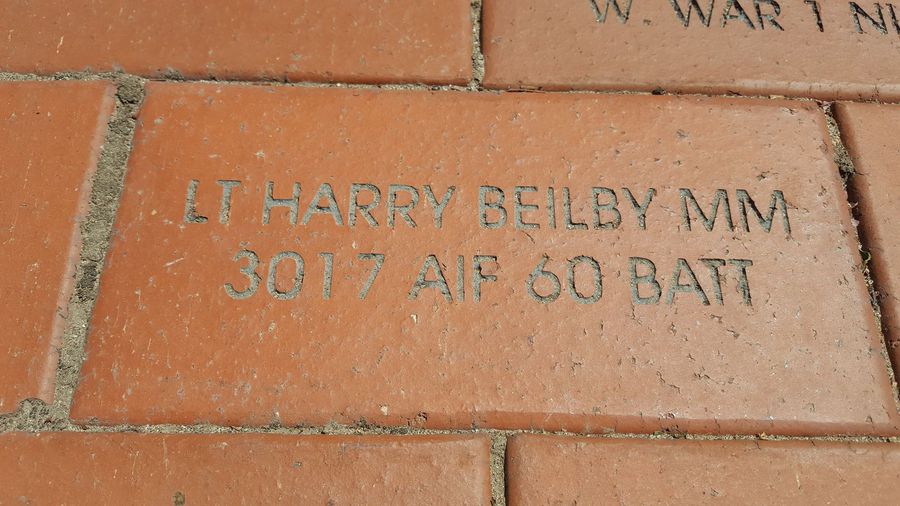 W WAR 1
LT HARRY BEILBY MM
3017 AIF 60 BATT